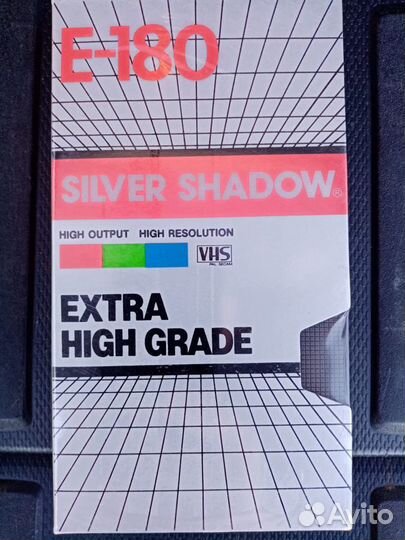 E-180
SILVER SHADOW®
HIGH OUTPUT HIGH RESOLUTION
VHS
PAL SECAM
EXTRA
HIGH GRADE
Avito